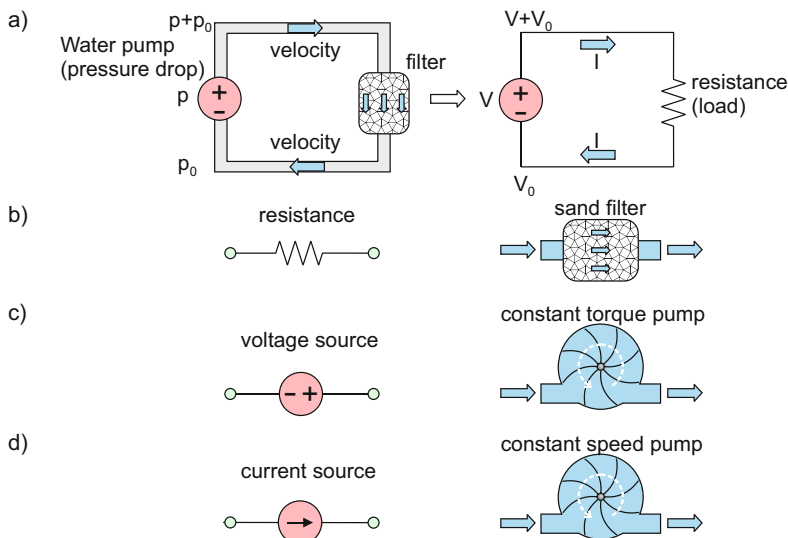 a)
p+p₀
Water pump
(pressure drop)
velocity
filter
p
+
−
velocity
p₀
V+V₀
I
V
+
−
resistance
(load)
I
V₀
b)
resistance
sand filter
c)
voltage source
− +
constant torque pump
d)
current source
constant speed pump